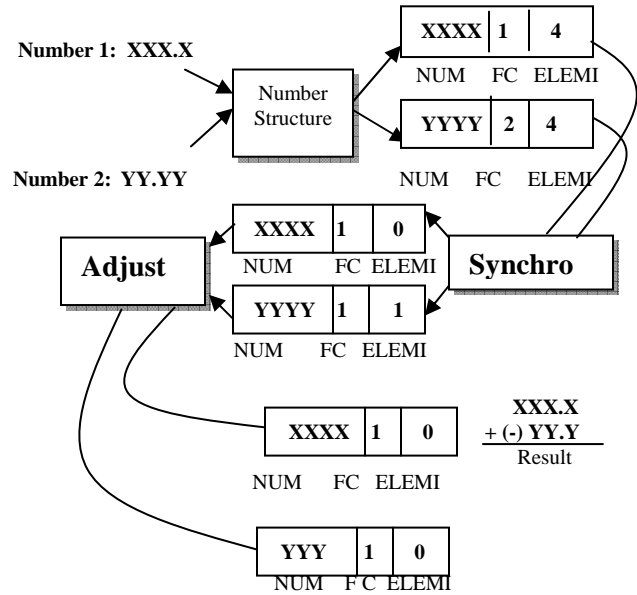 XXXX 1 4
Number 1: XXX.X
NUM FC ELEMI
Number
Structure
YYYY 2 4
Number 2: YY.YY
NUM FC ELEMI
XXXX 1 0
NUM FC ELEMI
Adjust
Synchro
YYYY 1 1
NUM FC ELEMI
XXX.X
XXXX 1 0
+ (-) YY.Y
Result
NUM FC ELEMI
YYY 1 0
NUM F C ELEMI